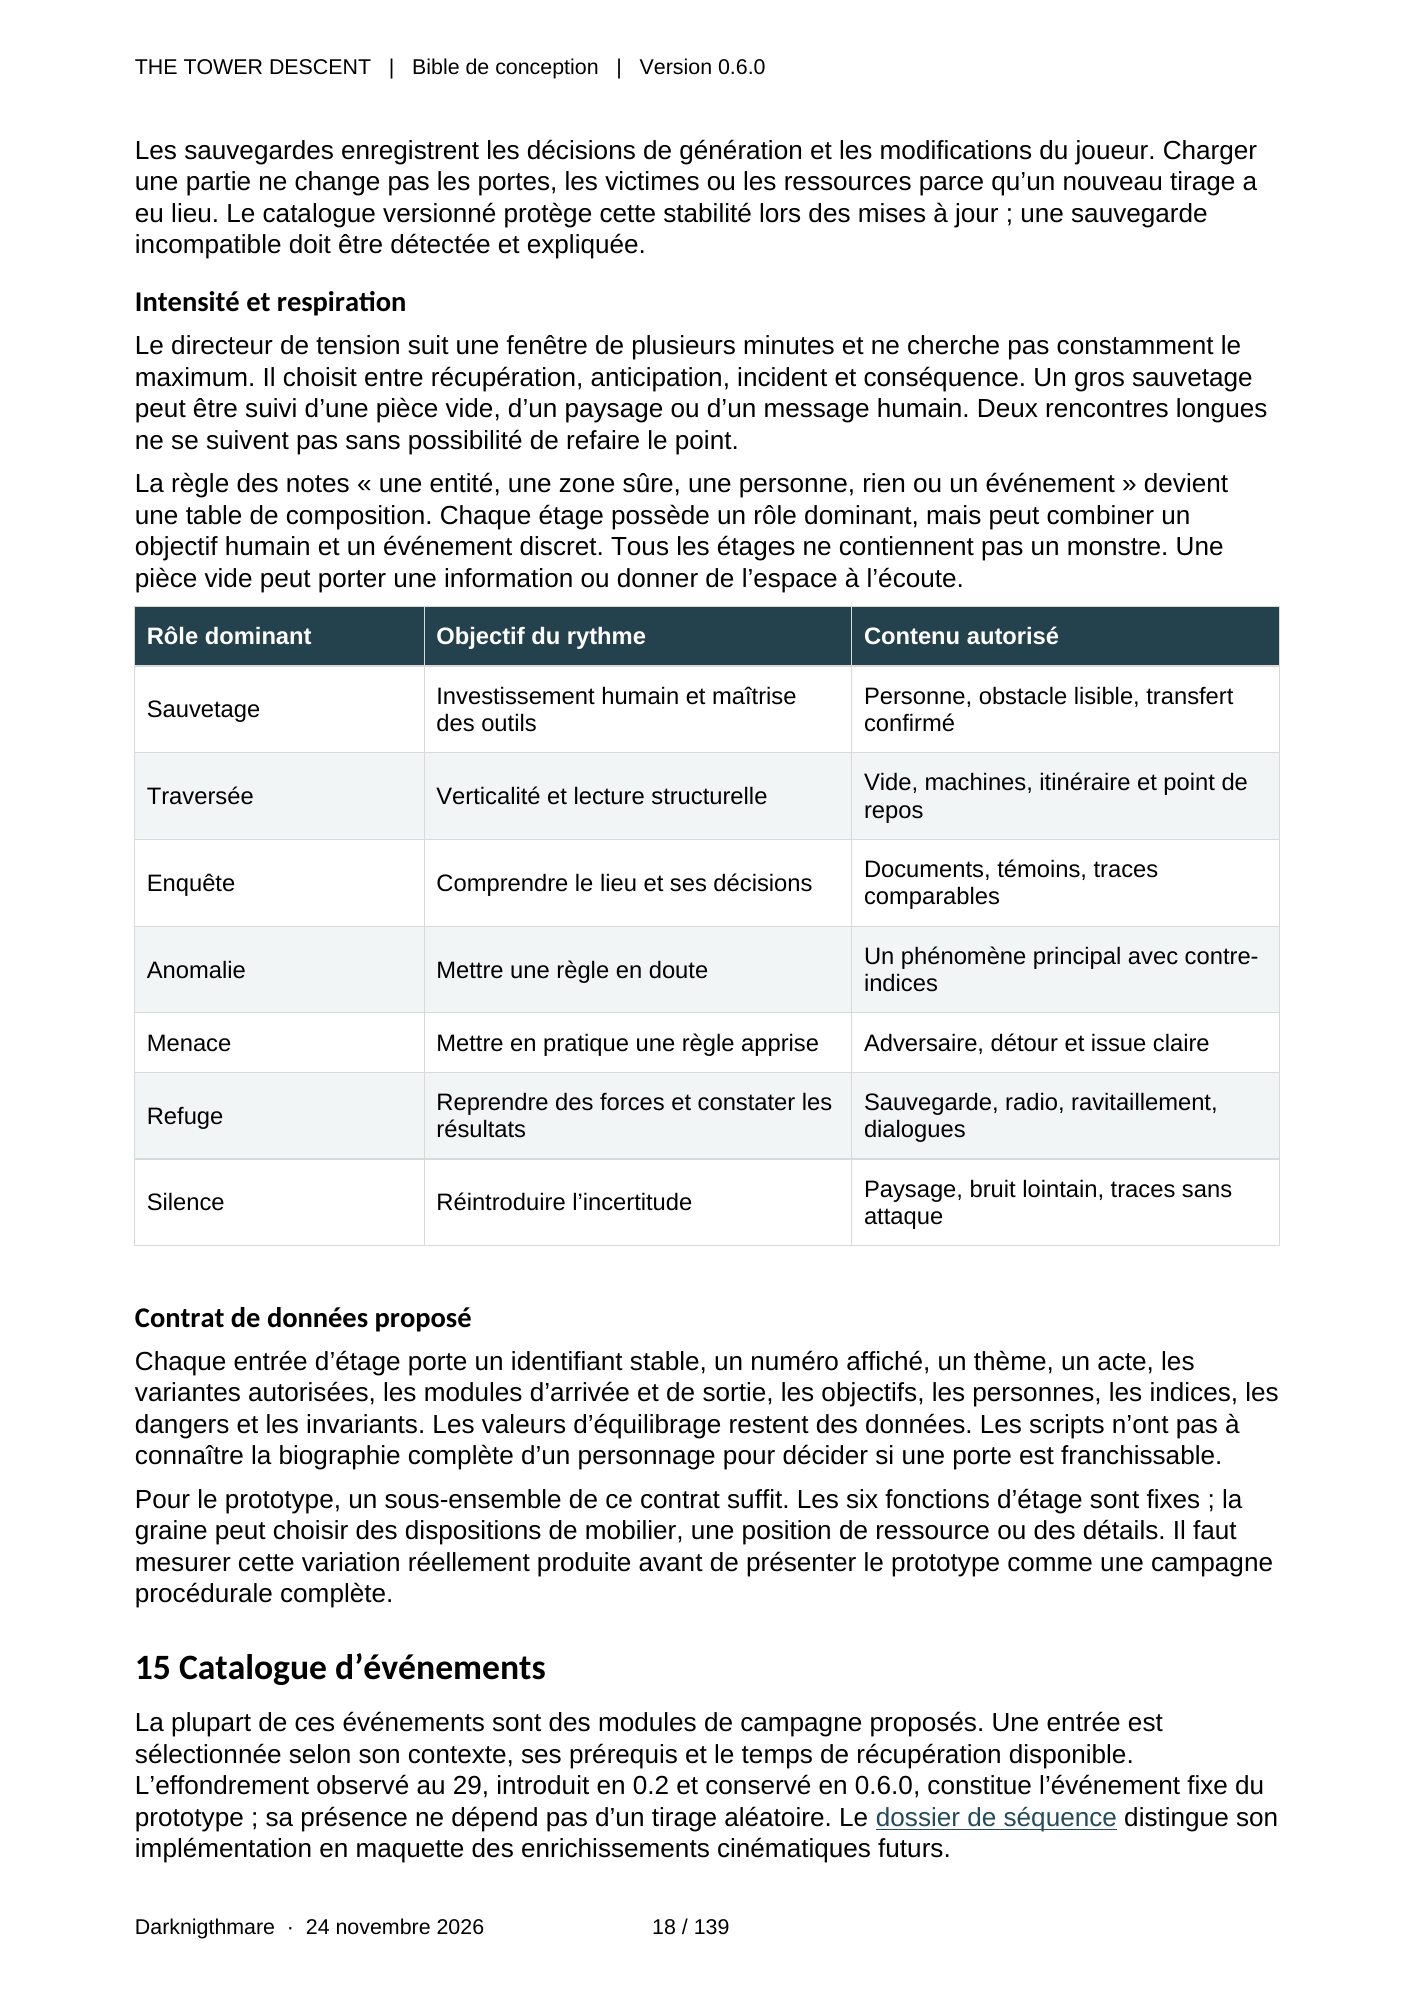 THE TOWER DESCENT | Bible de conception | Version 0.6.0
Les sauvegardes enregistrent les décisions de génération et les modifications du joueur. Charger
une partie ne change pas les portes, les victimes ou les ressources parce qu’un nouveau tirage a
eu lieu. Le catalogue versionné protège cette stabilité lors des mises à jour ; une sauvegarde
incompatible doit être détectée et expliquée.
Intensité et respiration
Le directeur de tension suit une fenêtre de plusieurs minutes et ne cherche pas constamment le
maximum. Il choisit entre récupération, anticipation, incident et conséquence. Un gros sauvetage
peut être suivi d’une pièce vide, d’un paysage ou d’un message humain. Deux rencontres longues
ne se suivent pas sans possibilité de refaire le point.
La règle des notes « une entité, une zone sûre, une personne, rien ou un événement » devient
une table de composition. Chaque étage possède un rôle dominant, mais peut combiner un
objectif humain et un événement discret. Tous les étages ne contiennent pas un monstre. Une
pièce vide peut porter une information ou donner de l’espace à l’écoute.
Rôle dominant
Objectif du rythme
Contenu autorisé
Sauvetage
Investissement humain et maîtrise
des outils
Personne, obstacle lisible, transfert
confirmé
Traversée
Verticalité et lecture structurelle
Vide, machines, itinéraire et point de
repos
Enquête
Comprendre le lieu et ses décisions
Documents, témoins, traces
comparables
Anomalie
Mettre une règle en doute
Un phénomène principal avec contre-
indices
Menace
Mettre en pratique une règle apprise
Adversaire, détour et issue claire
Refuge
Reprendre des forces et constater les
résultats
Sauvegarde, radio, ravitaillement,
dialogues
Silence
Réintroduire l’incertitude
Paysage, bruit lointain, traces sans
attaque
Contrat de données proposé
Chaque entrée d’étage porte un identifiant stable, un numéro affiché, un thème, un acte, les
variantes autorisées, les modules d’arrivée et de sortie, les objectifs, les personnes, les indices, les
dangers et les invariants. Les valeurs d’équilibrage restent des données. Les scripts n’ont pas à
connaître la biographie complète d’un personnage pour décider si une porte est franchissable.
Pour le prototype, un sous-ensemble de ce contrat suffit. Les six fonctions d’étage sont fixes ; la
graine peut choisir des dispositions de mobilier, une position de ressource ou des détails. Il faut
mesurer cette variation réellement produite avant de présenter le prototype comme une campagne
procédurale complète.
15 Catalogue d’événements
La plupart de ces événements sont des modules de campagne proposés. Une entrée est
sélectionnée selon son contexte, ses prérequis et le temps de récupération disponible.
L’effondrement observé au 29, introduit en 0.2 et conservé en 0.6.0, constitue l’événement fixe du
prototype ; sa présence ne dépend pas d’un tirage aléatoire. Le dossier de séquence distingue son
implémentation en maquette des enrichissements cinématiques futurs.
Darknigthmare · 24 novembre 2026
18 / 139